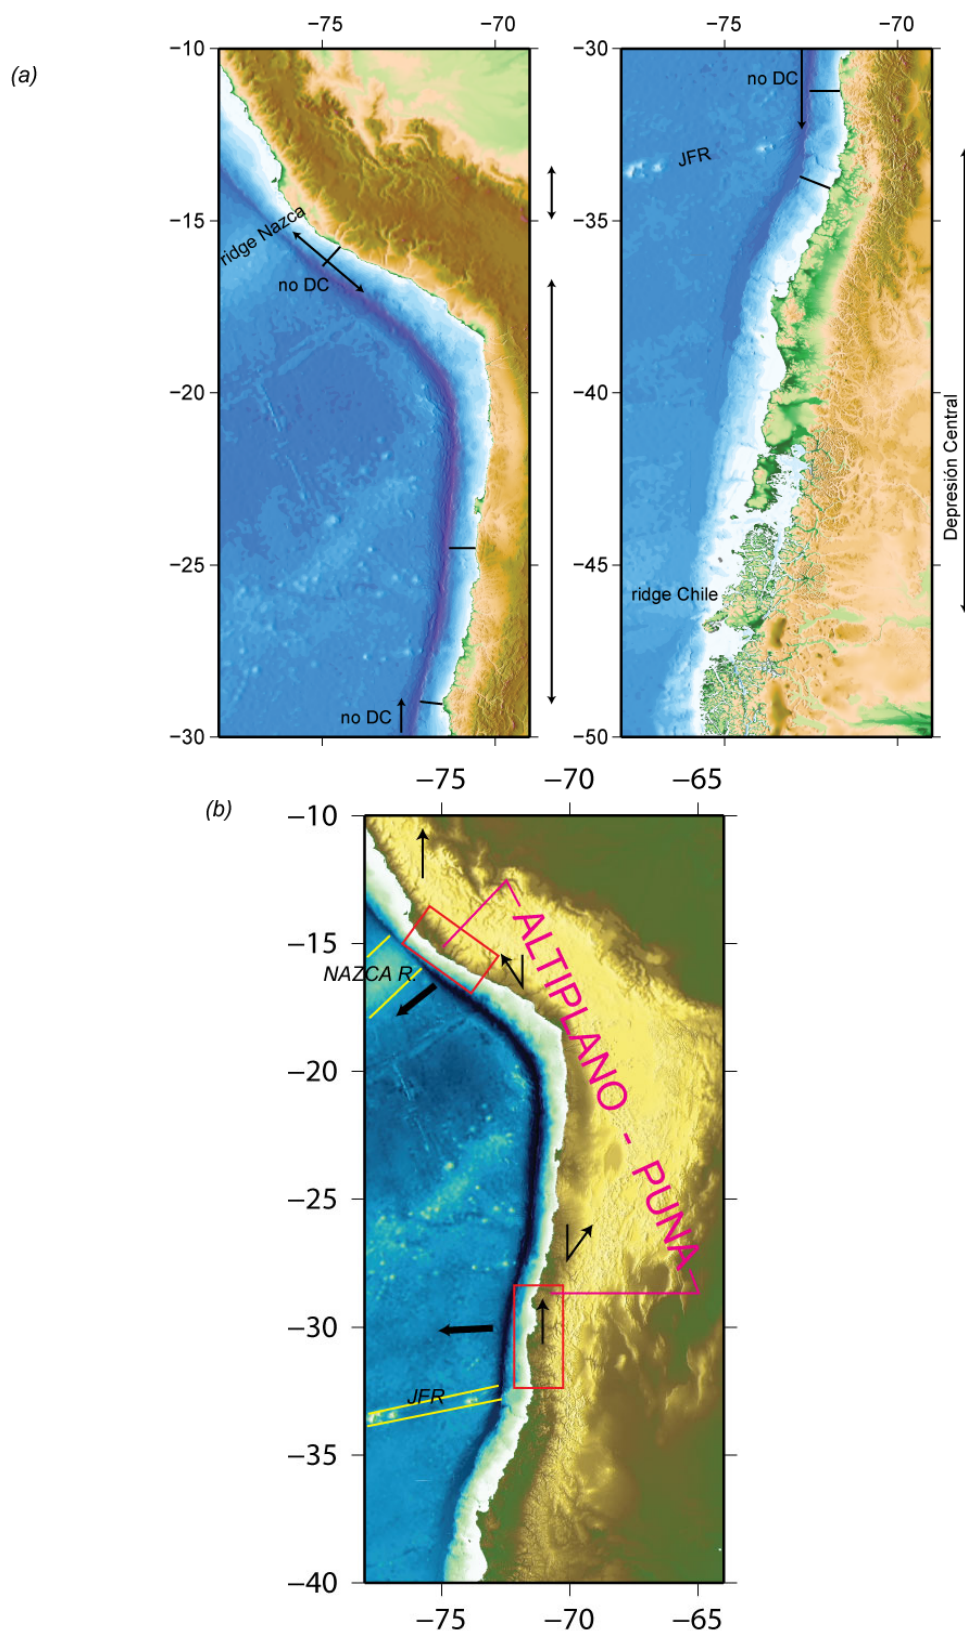 (a)
−75
−70
−10
−15
−20
−25
−30
ridge Nazca
no DC
no DC
−75
−70
−30
−35
−40
−45
−50
no DC
JFR
ridge Chile
Depresión Central
(b)
−75
−70
−65
−10
−15
−20
−25
−30
−35
−40
NAZCA R.
ALTIPLANO - PUNA
JFR
−75
−70
−65